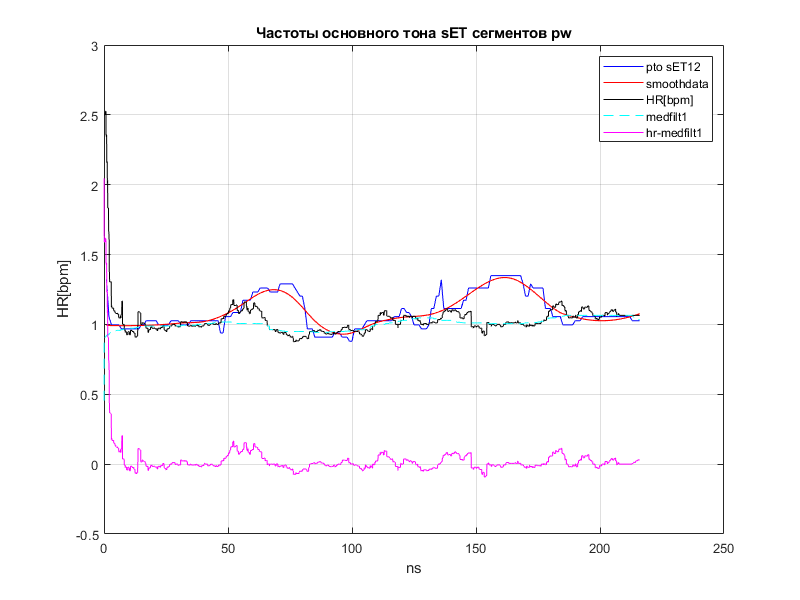 Частоты основного тона sET сегментов pw
3
2.5
2
1.5
1
0.5
0
-0.5
HR[bpm]
0
50
100
150
200
250
ns
pto sET12
smoothdata
HR[bpm]
medfilt1
hr-medfilt1